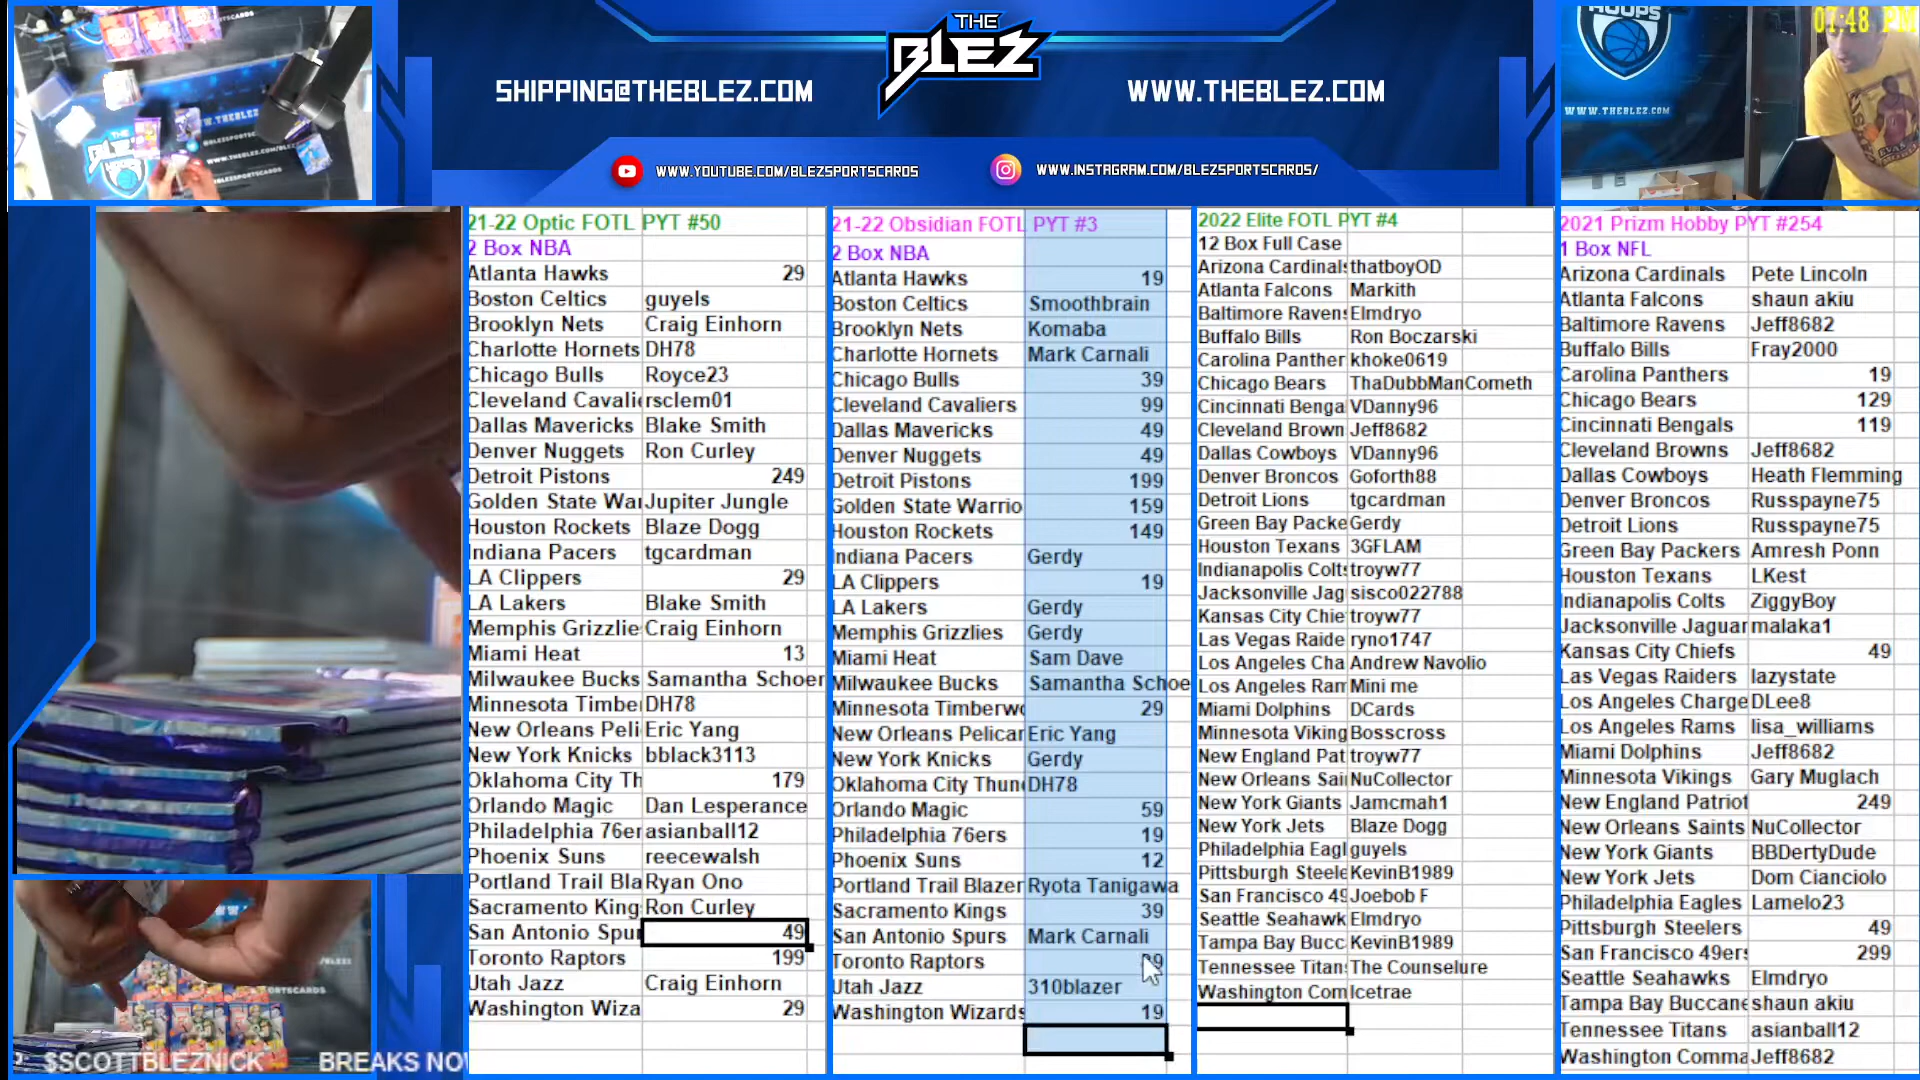 THE
BLEZ
SHIPPING@THEBLEZ.COM
WWW.THEBLEZ.COM
WWW.YOUTUBE.COM/BLEZSPORTSCARDS
WWW.INSTAGRAM.COM/BLEZSPORTSCARDS/
HOOPS
07:48 PM
WWW.THEBLEZ.COM
21-22 Optic FOTL PYT #50
2 Box NBA
Atlanta Hawks 29
Boston Celtics guyels
Brooklyn Nets Craig Einhorn
Charlotte Hornets DH78
Chicago Bulls Royce23
Cleveland Cavalie rsclem01
Dallas Mavericks Blake Smith
Denver Nuggets Ron Curley
Detroit Pistons 249
Golden State War Jupiter Jungle
Houston Rockets Blaze Dogg
Indiana Pacers tgcardman
LA Clippers 29
LA Lakers Blake Smith
Memphis Grizzlie Craig Einhorn
Miami Heat 13
Milwaukee Bucks Samantha Schoer
Minnesota Timbe DH78
New Orleans Peli Eric Yang
New York Knicks bblack3113
Oklahoma City Th 179
Orlando Magic Dan Lesperance
Philadelphia 76er asianball12
Phoenix Suns reecewalsh
Portland Trail Bla Ryan Ono
Sacramento King Ron Curley
San Antonio Spu 49
Toronto Raptors 199
Utah Jazz Craig Einhorn
Washington Wiza 29
21-22 Obsidian FOTL PYT #3
2 Box NBA
Atlanta Hawks 19
Boston Celtics Smoothbrain
Brooklyn Nets Komaba
Charlotte Hornets Mark Carnali
Chicago Bulls 39
Cleveland Cavaliers 99
Dallas Mavericks 49
Denver Nuggets 49
Detroit Pistons 199
Golden State Warrio 159
Houston Rockets 149
Indiana Pacers Gerdy
LA Clippers 19
LA Lakers Gerdy
Memphis Grizzlies Gerdy
Miami Heat Sam Dave
Milwaukee Bucks Samantha Schoe
Minnesota Timberwo 29
New Orleans Pelican Eric Yang
New York Knicks Gerdy
Oklahoma City Thun DH78
Orlando Magic 59
Philadelphia 76ers 19
Phoenix Suns 12
Portland Trail Blazer Ryota Tanigawa
Sacramento Kings 39
San Antonio Spurs Mark Carnali
Toronto Raptors
Utah Jazz 310blazer
Washington Wizards 19
2022 Elite FOTL PYT #4
12 Box Full Case
Arizona Cardinals thatboyOD
Atlanta Falcons Markith
Baltimore Ravens Elmdryo
Buffalo Bills Ron Boczarski
Carolina Panther khoke0619
Chicago Bears ThaDubbManCometh
Cincinnati Benga VDanny96
Cleveland Brown Jeff8682
Dallas Cowboys VDanny96
Denver Broncos Goforth88
Detroit Lions tgcardman
Green Bay Packe Gerdy
Houston Texans 3GFLAM
Indianapolis Colts troyw77
Jacksonville Jag sisco022788
Kansas City Chie troyw77
Las Vegas Raide ryno1747
Los Angeles Cha Andrew Navolio
Los Angeles Ram Mini me
Miami Dolphins DCards
Minnesota Viking Bosscross
New England Pat troyw77
New Orleans Sai NuCollector
New York Giants Jamcmah1
New York Jets Blaze Dogg
Philadelphia Eagl guyels
Pittsburgh Steele KevinB1989
San Francisco 49 Joebob F
Seattle Seahawk Elmdryo
Tampa Bay Bucc KevinB1989
Tennessee Titan The Counselure
Washington Com Icetrae
2021 Prizm Hobby PYT #254
1 Box NFL
Arizona Cardinals Pete Lincoln
Atlanta Falcons shaun akiu
Baltimore Ravens Jeff8682
Buffalo Bills Fray2000
Carolina Panthers 19
Chicago Bears 129
Cincinnati Bengals 119
Cleveland Browns Jeff8682
Dallas Cowboys Heath Flemming
Denver Broncos Russpayne75
Detroit Lions Russpayne75
Green Bay Packers Amresh Ponn
Houston Texans LKest
Indianapolis Colts ZiggyBoy
Jacksonville Jaguar malaka1
Kansas City Chiefs 49
Las Vegas Raiders lazystate
Los Angeles Charge DLee8
Los Angeles Rams lisa_williams
Miami Dolphins Jeff8682
Minnesota Vikings Gary Muglach
New England Patriot 249
New Orleans Saints NuCollector
New York Giants BBDertyDude
New York Jets Dom Cianciolo
Philadelphia Eagles Lamelo23
Pittsburgh Steelers 49
San Francisco 49ers 299
Seattle Seahawks Elmdryo
Tampa Bay Buccane shaun akiu
Tennessee Titans asianball12
Washington Comma Jeff8682
$SCOTTBLEZNICK BREAKS NO